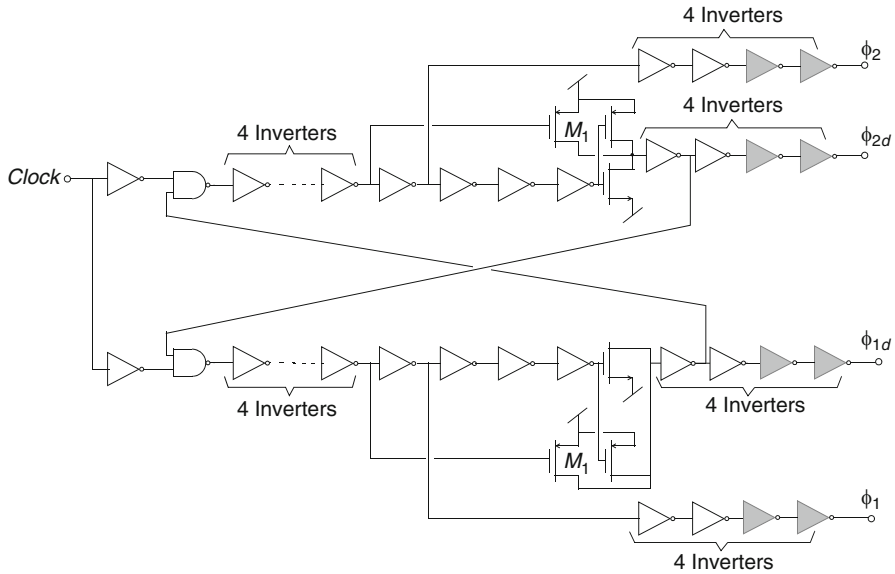 4 Inverters
ϕ2
4 Inverters
M1
ϕ2d
4 Inverters
Clock
ϕ1d
4 Inverters
4 Inverters
M1
ϕ1
4 Inverters